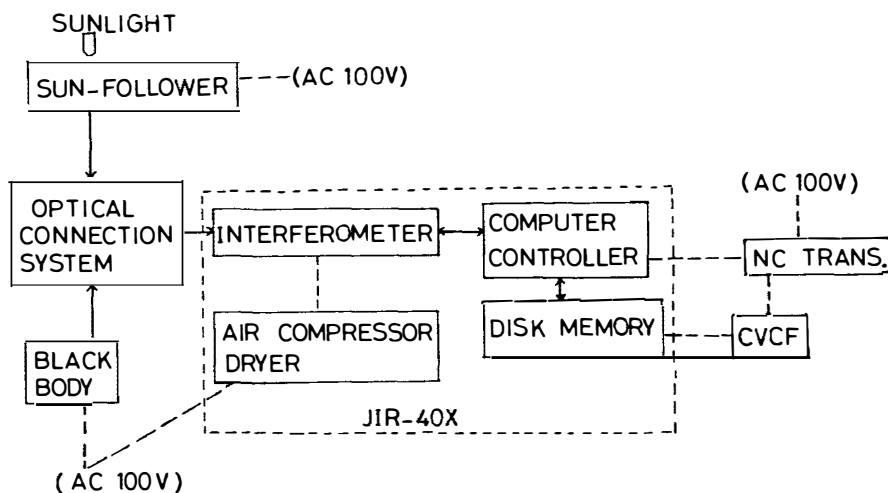 SUNLIGHT
SUN-FOLLOWER
(AC 100V)
OPTICAL
CONNECTION
SYSTEM
INTERFEROMETER
COMPUTER
CONTROLLER
(AC 100V)
NC TRANS.
AIR COMPRESSOR
DRYER
DISK MEMORY
CVCF
BLACK
BODY
JIR-40X
(AC 100V)